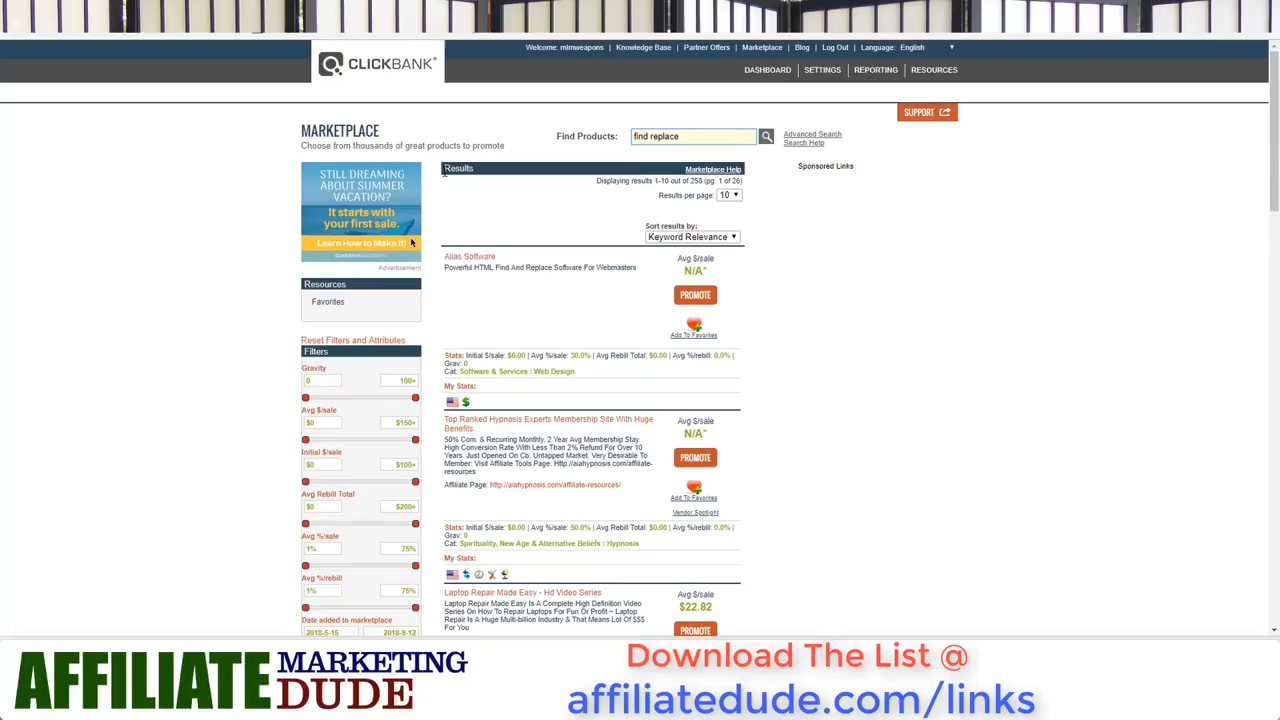 Welcome: mlmweapons | Knowledge Base | Partner Offers | Marketplace | Blog | Log Out | Language: English
CLICKBANK
DASHBOARD | SETTINGS | REPORTING | RESOURCES
SUPPORT
MARKETPLACE
Choose from thousands of great products to promote
Find Products: find replace
Advanced Search
Search Help
Sponsored Links
STILL DREAMING
ABOUT SUMMER
VACATION?
It starts with
your first sale.
Learn How to Make It!
CLICKBANK
Advertisement
Resources
Favorites
Reset Filters and Attributes
Filters
Gravity
0 100+
Avg $/sale
$0 $150+
Initial $/sale
$0 $100+
Avg Rebill Total
$0 $200+
Avg %/sale
1% 75%
Avg %/rebill
1% 75%
Date added to marketplace
2018-5-15 2018-9-12
Results Marketplace Help
Displaying results 1-10 out of 258 (pg. 1 of 26)
Results per page: 10
Sort results by:
Keyword Relevance
Alias Software
Powerful HTML Find And Replace Software For Webmasters
Avg $/sale
N/A*
PROMOTE
Add To Favorites
Stats: Initial $/sale: $0.00 | Avg %/sale: 30.0% | Avg Rebill Total: $0.00 | Avg %/rebill: 0.0% |
Grav: 0
Cat: Software & Services : Web Design
My Stats:
Top Ranked Hypnosis Experts Membership Site With Huge
Benefits
50% Com. & Recurring Monthly, 2 Year Avg Membership Stay.
High Conversion Rate With Less Than 2% Refund For Over 10
Years. Just Opened On Cb. Untapped Market, Very Desirable To
Member: Visit Affiliate Tools Page: Http://aiahypnosis.com/affiliate-
resources
Affiliate Page: http://aiahypnosis.com/affiliate-resources/
Avg $/sale
N/A*
PROMOTE
Add To Favorites
Vendor Spotlight
Stats: Initial $/sale: $0.00 | Avg %/sale: 50.0% | Avg Rebill Total: $0.00 | Avg %/rebill: 0.0% |
Grav: 0
Cat: Spirituality, New Age & Alternative Beliefs : Hypnosis
My Stats:
Laptop Repair Made Easy - Hd Video Series
Laptop Repair Made Easy Is A Complete High Definition Video
Series On How To Repair Laptops For Fun Or Profit ~ Laptop
Repair Is A Huge Multi-billion Industry & That Means Lot Of $$$
For You
Avg $/sale
$22.82
PROMOTE
AFFILIATE MARKETING
DUDE
Download The List @
affiliatedude.com/links